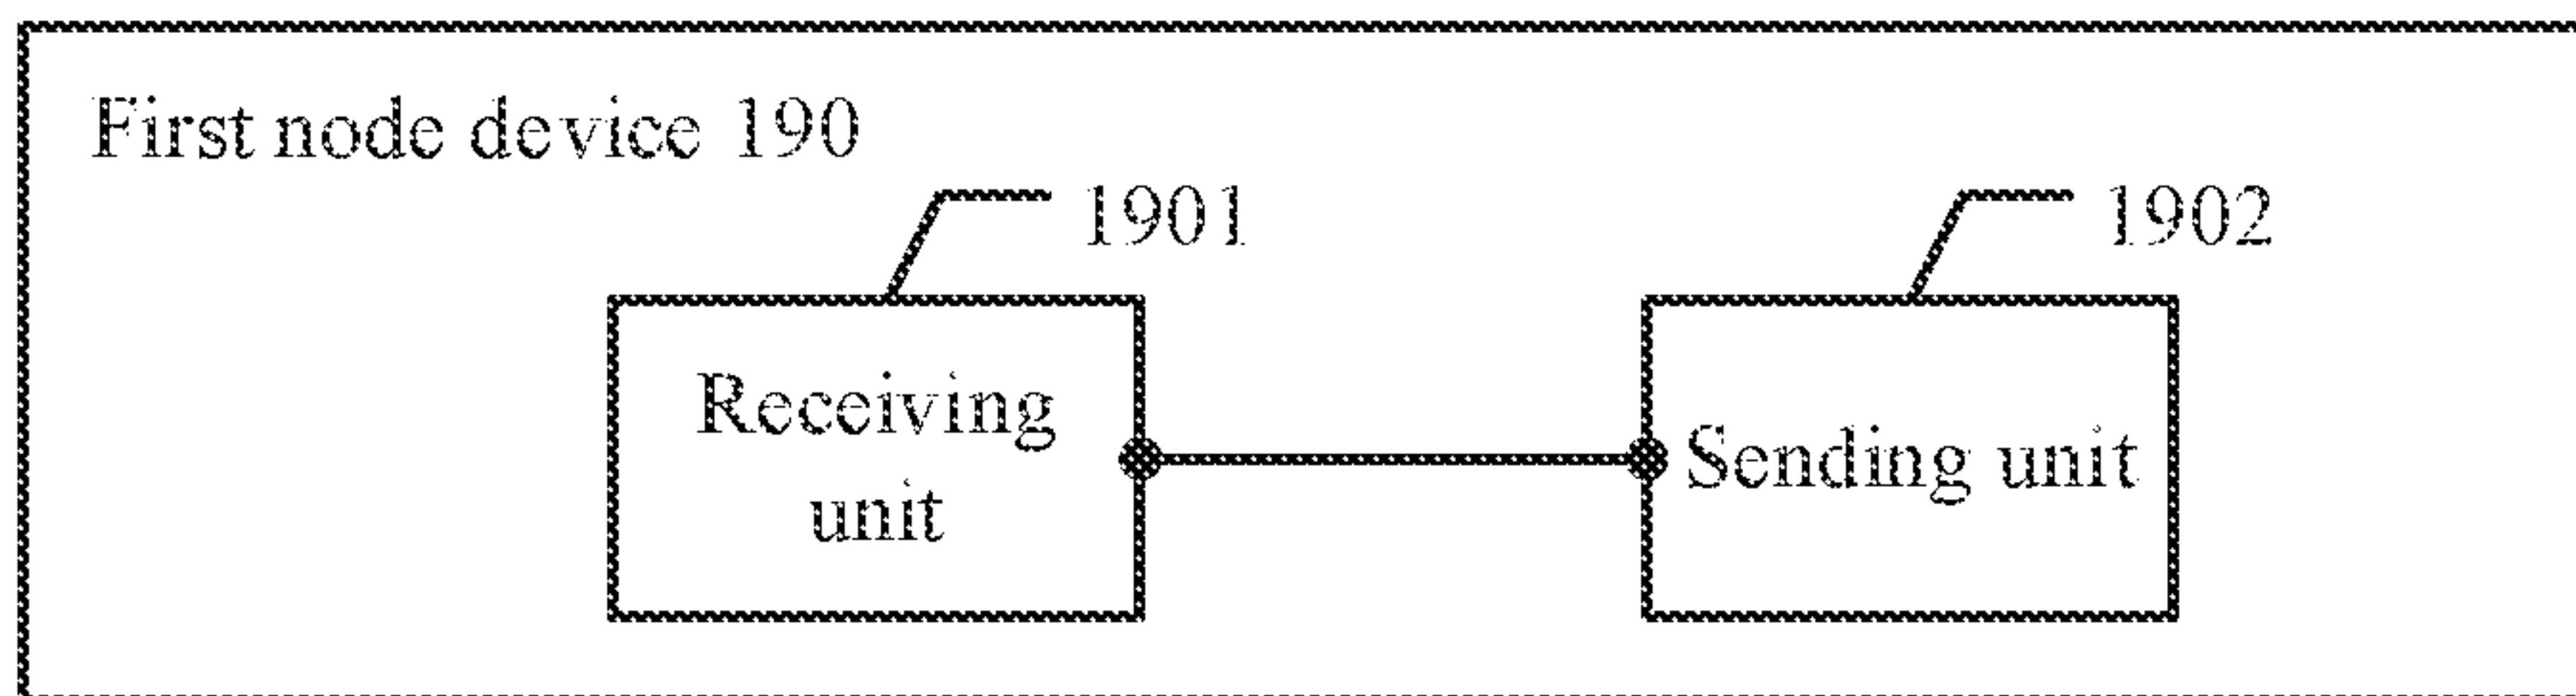 First node device 190
1901
1902
Receiving
unit
Sending unit